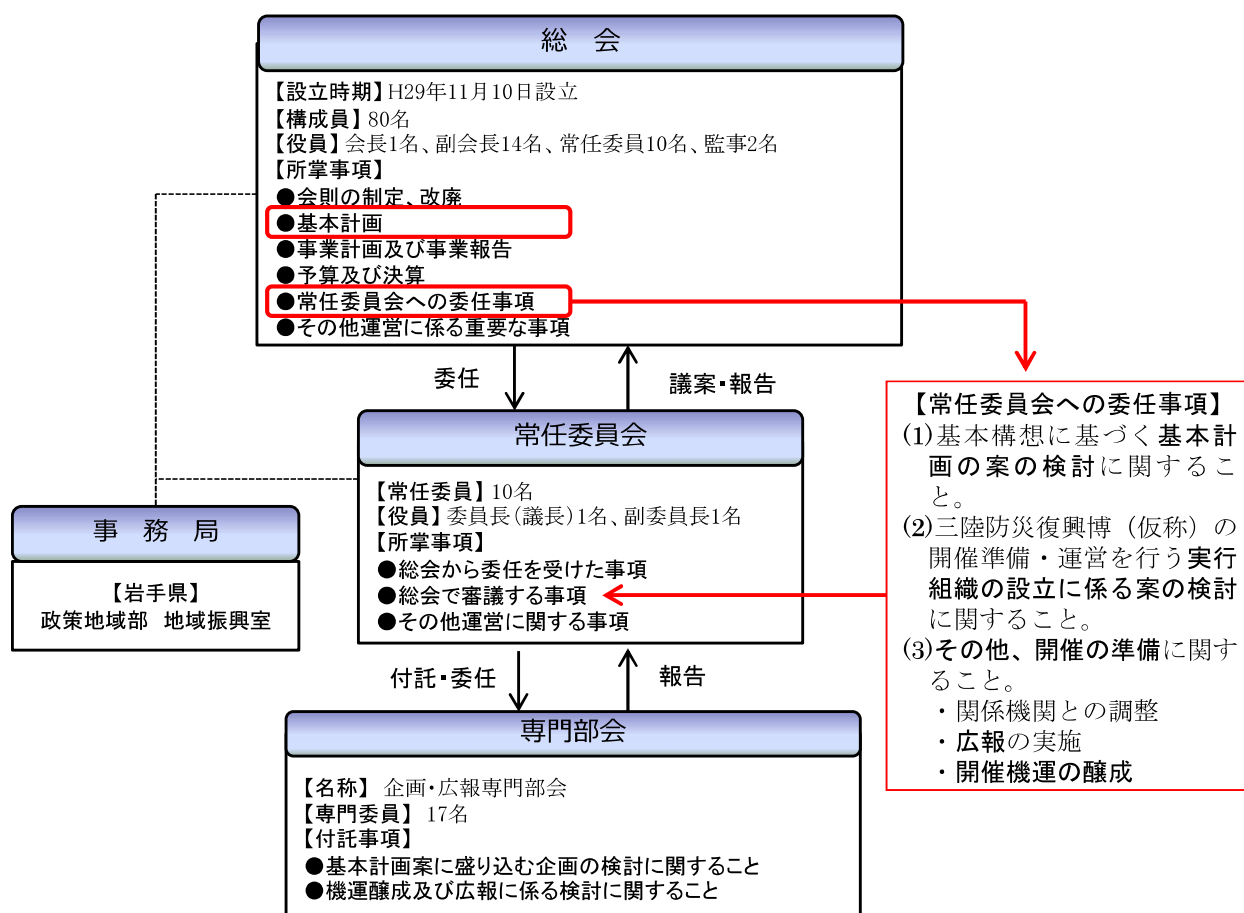 総　会
【設立時期】H29年11月10日設立
【構成員】80名
【役員】会長1名、副会長14名、常任委員10名、監事2名
【所掌事項】
●会則の制定、改廃
●基本計画
●事業計画及び事業報告
●予算及び決算
●常任委員会への委任事項
●その他運営に係る重要な事項
委任
議案・報告
常任委員会
【常任委員】10名
【役員】委員長（議長）1名、副委員長1名
【所掌事項】
●総会から委任を受けた事項
●総会で審議する事項
●その他運営に関する事項
事　務　局
【岩手県】
政策地域部　地域振興室
【常任委員会への委任事項】
(1)基本構想に基づく基本計
画の案の検討に関するこ
と。
(2)三陸防災復興博（仮称）の
開催準備・運営を行う実行
組織の設立に係る案の検討
に関すること。
(3)その他、開催の準備に関す
ること。
・関係機関との調整
・広報の実施
・開催機運の醸成
付託・委任
報告
専門部会
【名称】 企画・広報専門部会
【専門委員】 17名
【付託事項】
●基本計画案に盛り込む企画の検討に関すること
●機運醸成及び広報に係る検討に関すること